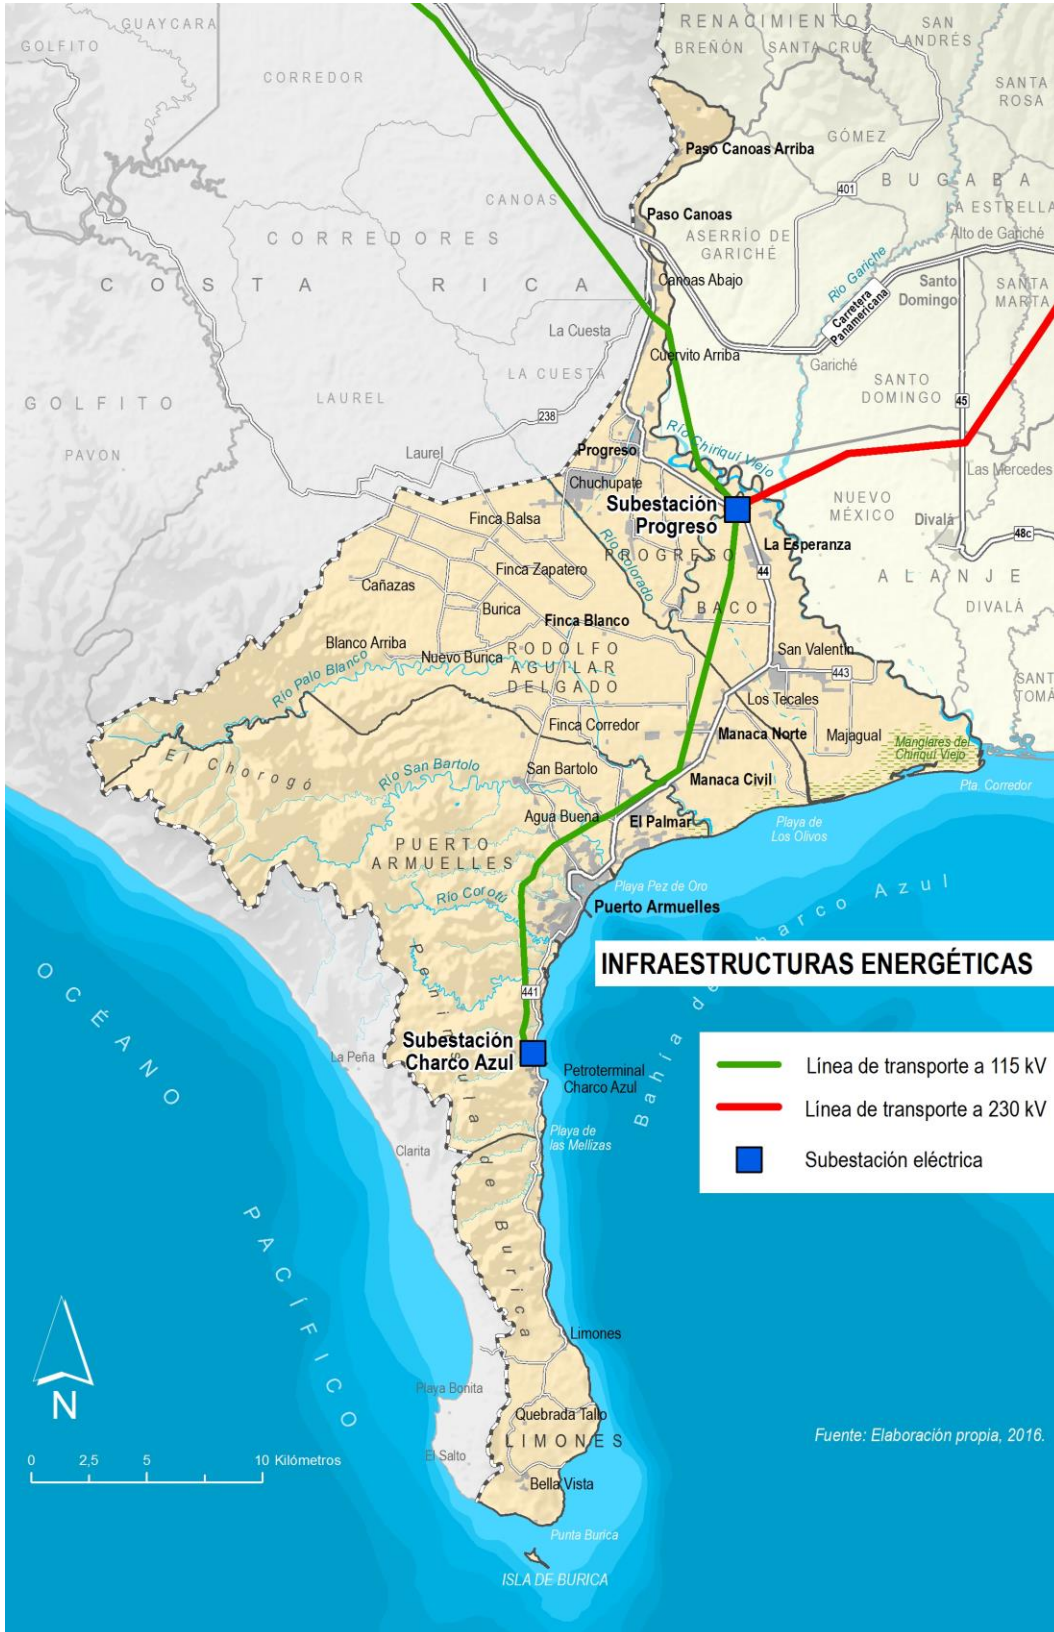 GUAYCARA
GOLFITO
CORREDOR
RENACIMIENTO
BREÑÓN
SANTA CRUZ
SAN
ANDRÉS
SANTA
ROSA
GÓMEZ
Paso Canoas Arriba
401
BUGABA
CANOAS
LA ESTRELLA
Paso Canoas
ASERRÍO DE
GARICHÉ
Alto de Gariché
CORREDORES
Río Gariche
COSTA RICA
Canoas Abajo
Santo
Domingo
SANTA
MARTA
Carretera
Panamericana
La Cuesta
Cuervito Arriba
Gariché
LA CUESTA
SANTO
DOMINGO
GOLFITO
LAUREL
238
45
PAVON
Laurel
Progreso
Río Chiriquí Viejo
Las Mercedes
Chuchupate
Subestación
Progreso
NUEVO
MÉXICO
Divalá
48c
Finca Balsa
Río Colorado
PROGRESO
La Esperanza
Finca Zapatero
44
ALANJE
Cañazas
Burica
BACO
DIVALÁ
Finca Blanco
Blanco Arriba
Nuevo Burica
RODOLFO
AGUILAR
DELGADO
San Valentín
443
SANT
TOMÁ
Río Palo Blanco
Los Tecales
Finca Corredor
Manaca Norte
Majagual
Manglares del
Chiriquí Viejo
El Chorogó
Río San Bartolo
San Bartolo
Manaca Civil
Pta. Corredor
Agua Buena
El Palmar
Playa de
Los Olivos
PUERTO
ARMUELLES
Río Corotú
Playa Pez de Oro
Puerto Armuelles
Bahía de Charco Azul
INFRAESTRUCTURAS ENERGÉTICAS
441
Península de Burica
OCÉANO PACÍFICO
Subestación
Charco Azul
La Peña
Petroterminal
Charco Azul
Línea de transporte a 115 kV
Línea de transporte a 230 kV
Subestación eléctrica
Playa de
las Mellizas
Clarita
Limones
N
Playa Bonita
Quebrada Tallo
LIMONES
El Salto
Fuente: Elaboración propia, 2016.
0 2,5 5 10 Kilómetros
Bella Vista
Punta Burica
ISLA DE BURICA